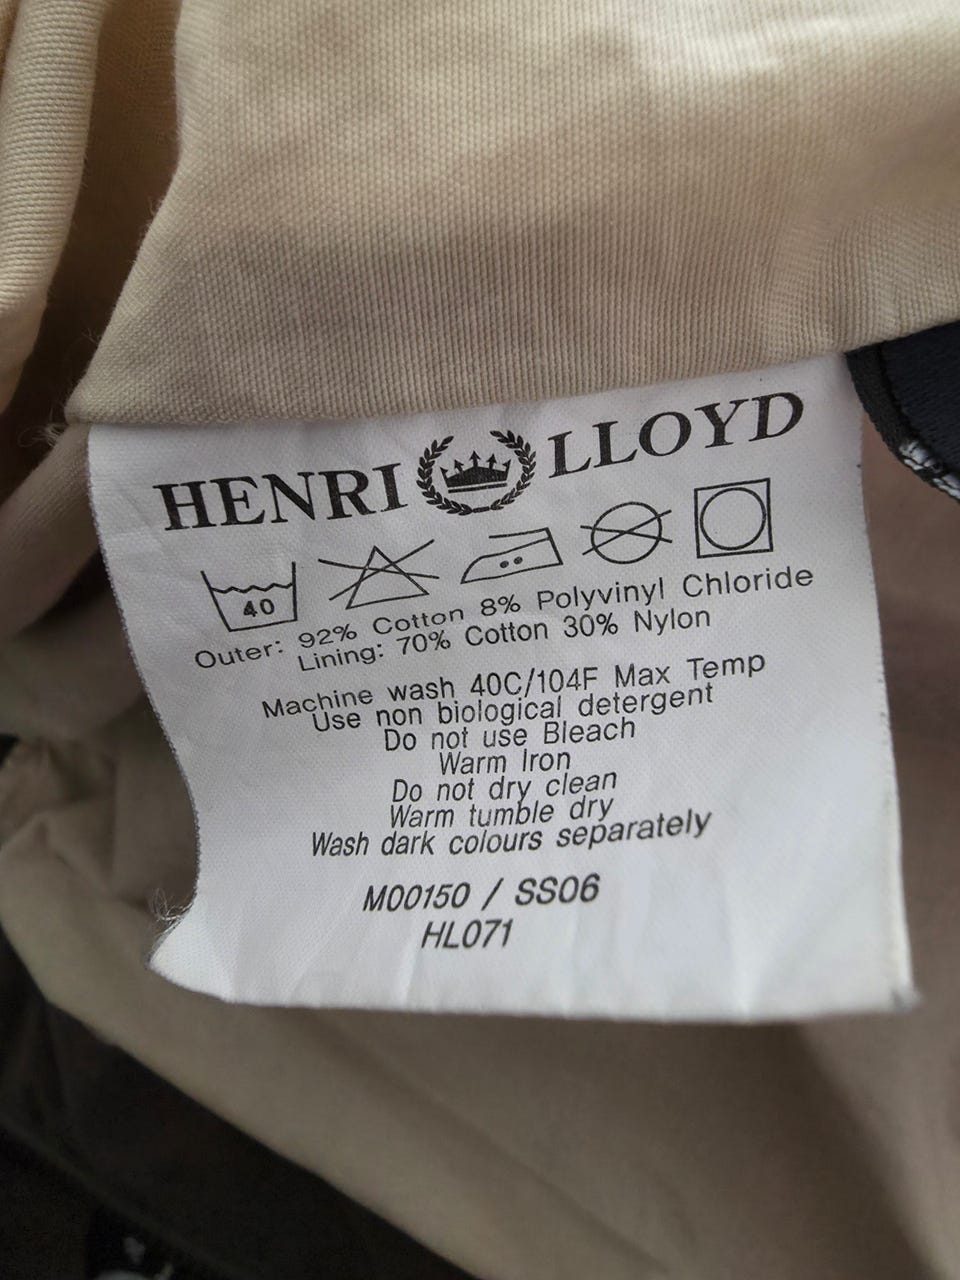 HENRI LLOYD
40
Outer: 92% Cotton 8% Polyvinyl Chloride
Lining: 70% Cotton 30% Nylon
Machine wash 40C/104F Max Temp
Use non biological detergent
Do not use Bleach
Warm Iron
Do not dry clean
Warm tumble dry
Wash dark colours separately
M00150 / SS06
HL071